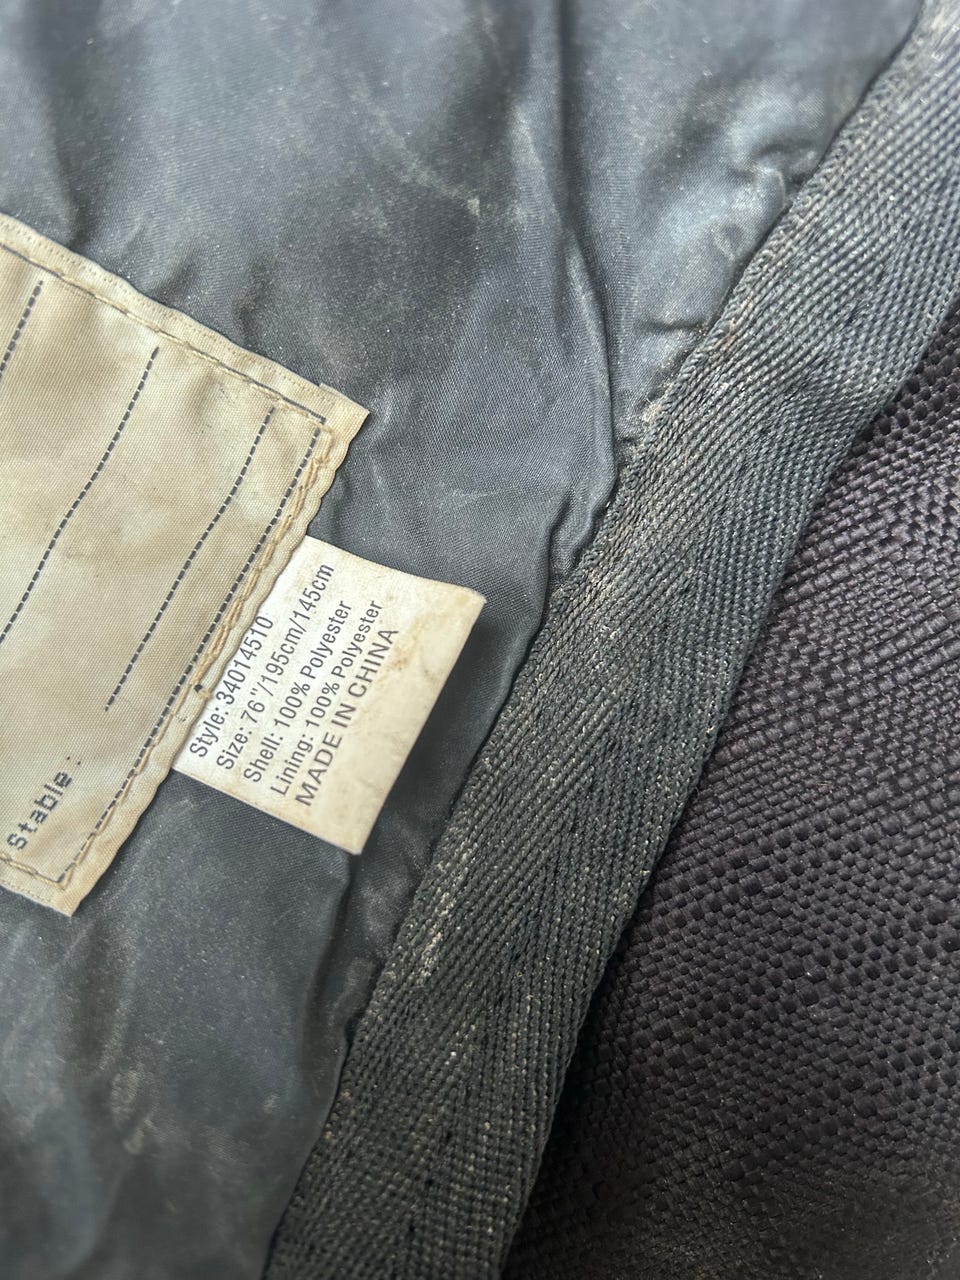 Style: 34014510
Size: 76"/195cm/145cm
Shell: 100% Polyester
Lining: 100% Polyester
MADE IN CHINA
Stable: